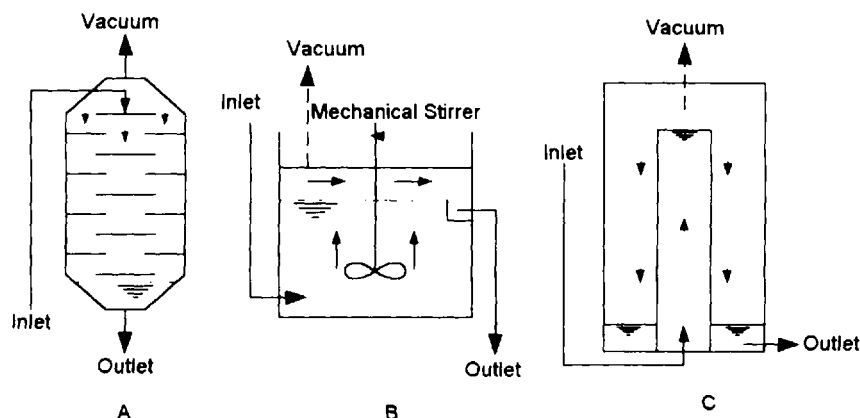 Vacuum
Inlet
Outlet
A
Vacuum
Inlet
Mechanical Stirrer
Outlet
B
Vacuum
Inlet
Outlet
C